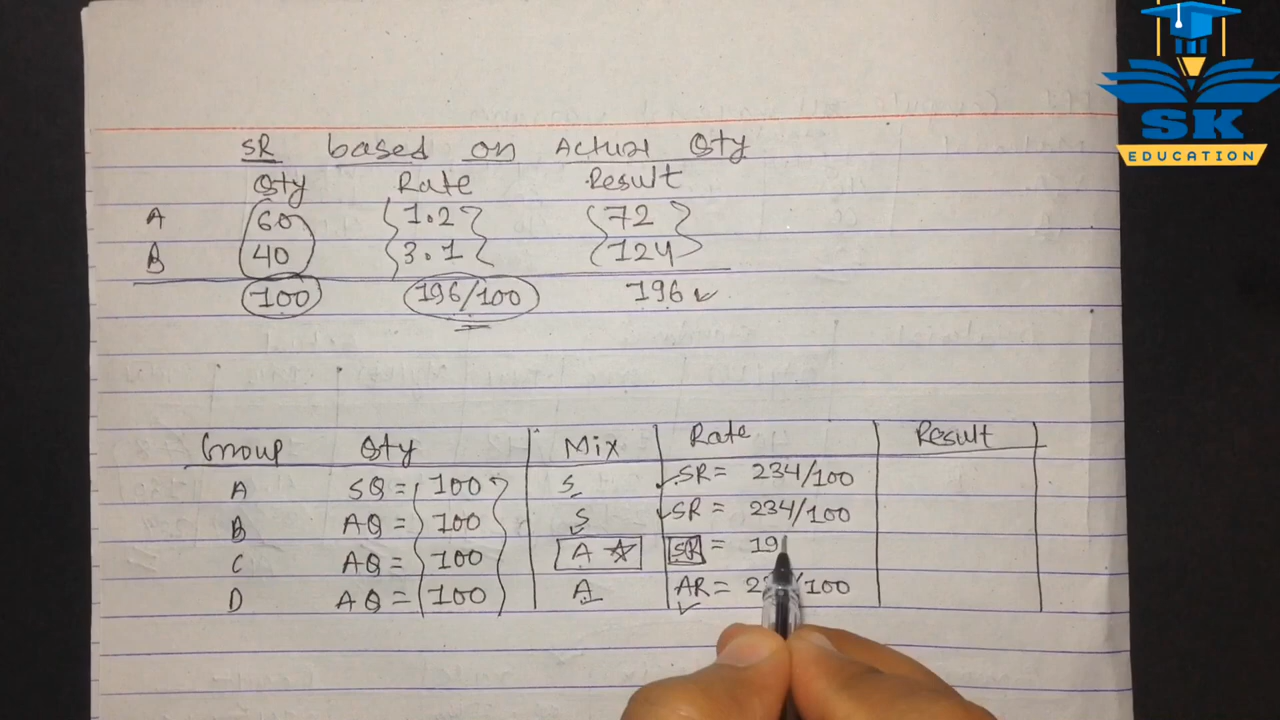 SK
EDUCATION
SR based on Actual Qty
Qty Rate Result
A 60 1.2 72
B 40 3.1 124
100 196/100 196 ✓
Group Qty Mix Rate Result
A SQ = 100 S ✓SR = 234/100
B AQ = 100 S ✓SR = 234/100
C AQ = 100 A ☆ SR = 19
D AQ = 100 A AR = /100